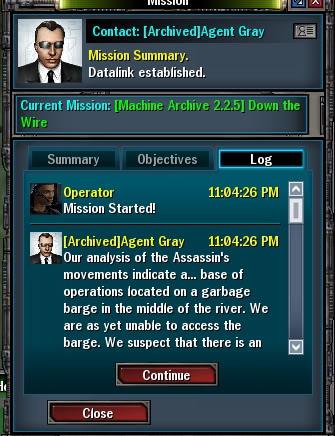 Mission
Contact: [Archived]Agent Gray
Mission Summary.
Datalink established.
Current Mission: [Machine Archive 2.2.5] Down the
Wire
Summary
Objectives
Log
Operator 11:04:26 PM
Mission Started!
[Archived]Agent Gray 11:04:26 PM
Our analysis of the Assassin's
movements indicate a... base of
operations located on a garbage
barge in the middle of the river. We
are as yet unable to access the
barge. We suspect that there is an
Continue
Close